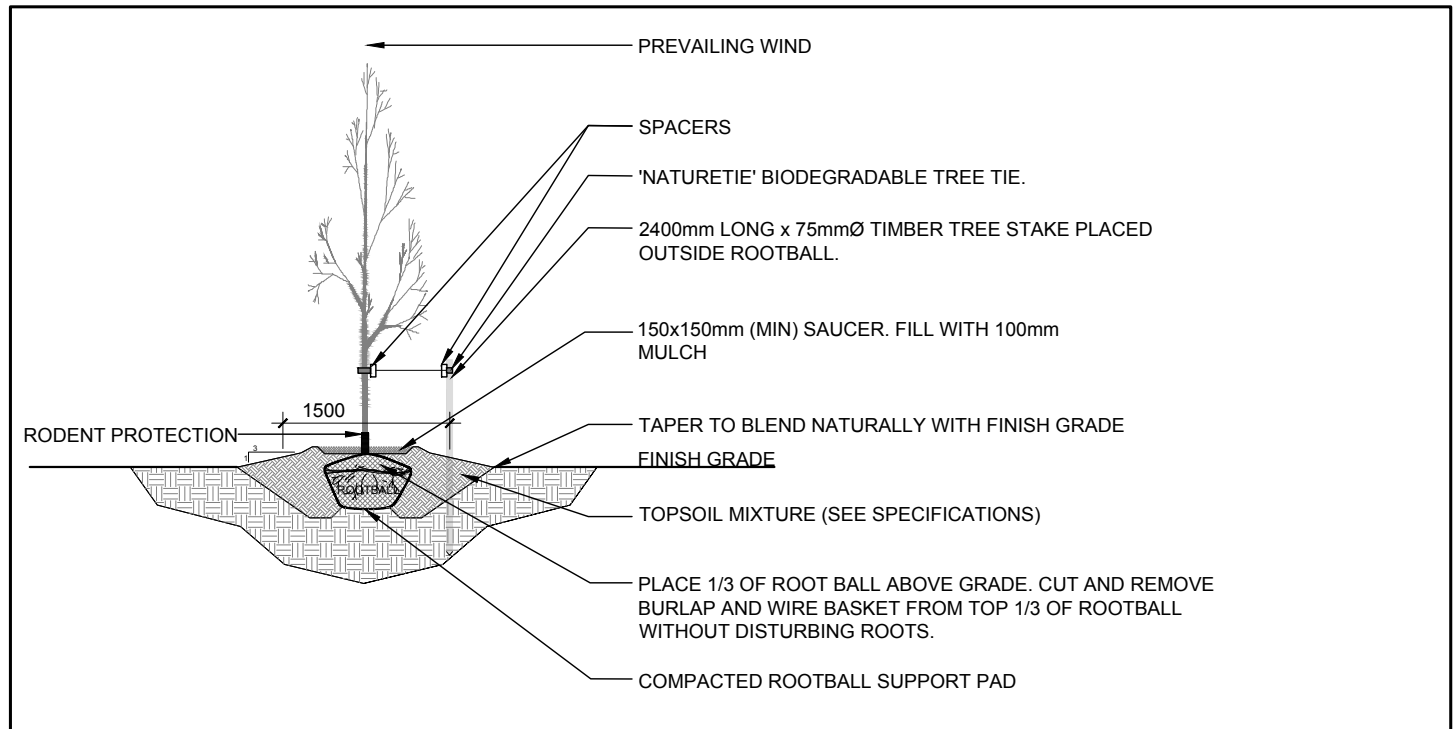 PREVAILING WIND
SPACERS
'NATURETIE' BIODEGRADABLE TREE TIE.
2400mm LONG x 75mmØ TIMBER TREE STAKE PLACED
OUTSIDE ROOTBALL.
150x150mm (MIN) SAUCER. FILL WITH 100mm
MULCH
1500
RODENT PROTECTION
3
1
TAPER TO BLEND NATURALLY WITH FINISH GRADE
FINISH GRADE
ROOTBALL
TOPSOIL MIXTURE (SEE SPECIFICATIONS)
PLACE 1/3 OF ROOT BALL ABOVE GRADE. CUT AND REMOVE
BURLAP AND WIRE BASKET FROM TOP 1/3 OF ROOTBALL
WITHOUT DISTURBING ROOTS.
COMPACTED ROOTBALL SUPPORT PAD